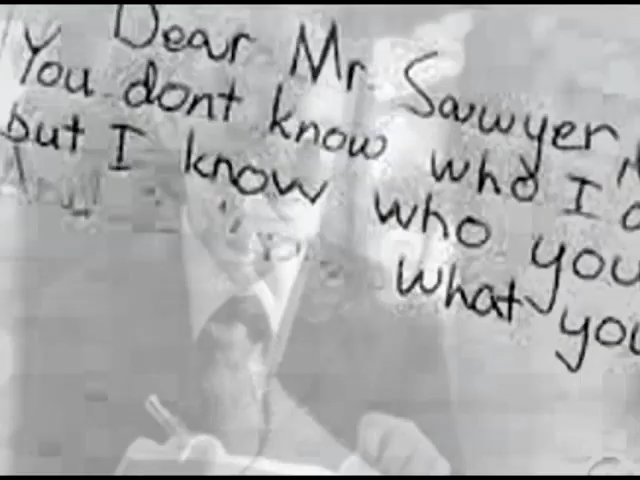 Dear Mr. Sawyer,
You dont know who I
but I know who you
what you